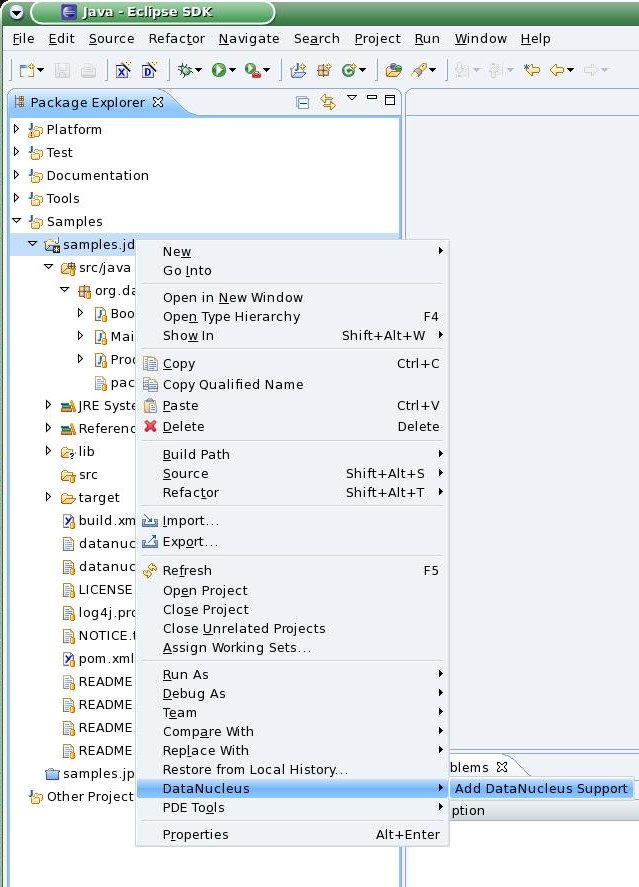 Java - Eclipse SDK
File Edit Source Refactor Navigate Search Project Run Window Help
Package Explorer
Platform
Test
Documentation
Tools
Samples
samples.jd
src/java
org.da
Boo
Mai
Proc
pac
JRE Syste
Referenc
lib
src
target
build.xm
datanuc
datanuc
LICENSE
log4j.pro
NOTICE.t
pom.xml
README
README
README
README
samples.jp
Other Project
New
Go Into
Open in New Window
Open Type Hierarchy F4
Show In Shift+Alt+W
Copy Ctrl+C
Copy Qualified Name
Paste Ctrl+V
Delete Delete
Build Path
Source Shift+Alt+S
Refactor Shift+Alt+T
Import...
Export...
Refresh F5
Open Project
Close Project
Close Unrelated Projects
Assign Working Sets...
Run As
Debug As
Team
Compare With
Replace With
Restore from Local History...
DataNucleus
PDE Tools
Properties Alt+Enter
blems
Add DataNucleus Support
ption